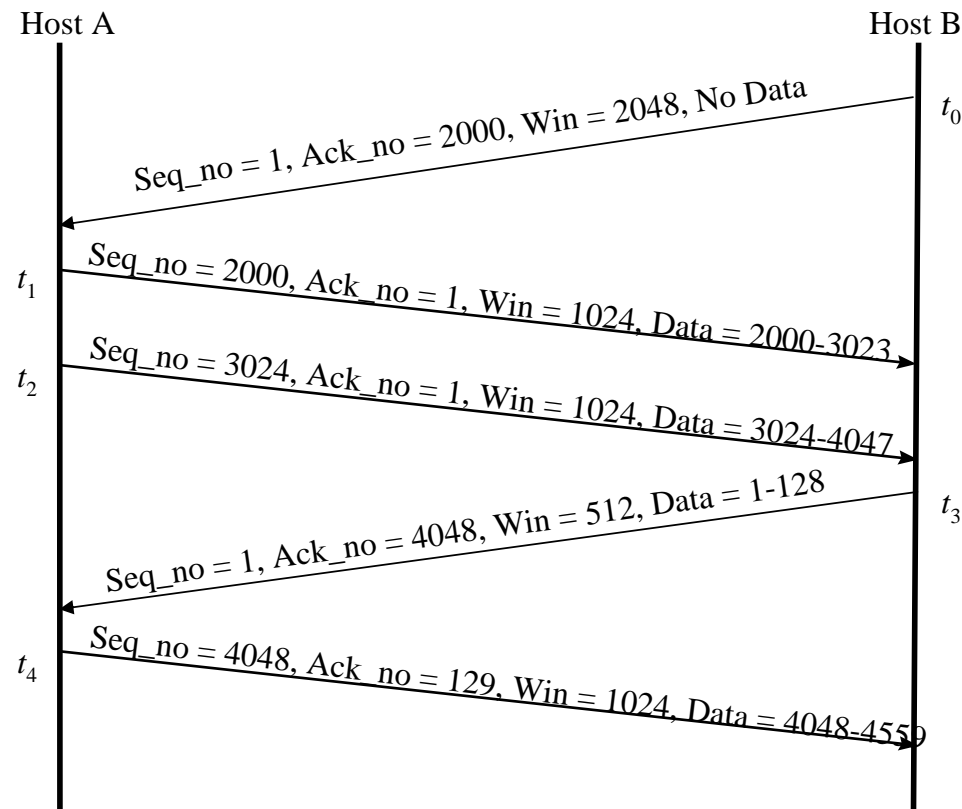 Host A
Host B
t0
Seq_no = 1, Ack_no = 2000, Win = 2048, No Data
t1
Seq_no = 2000, Ack_no = 1, Win = 1024, Data = 2000-3023
t2
Seq_no = 3024, Ack_no = 1, Win = 1024, Data = 3024-4047
t3
Seq_no = 1, Ack_no = 4048, Win = 512, Data = 1-128
t4
Seq_no = 4048, Ack_no = 129, Win = 1024, Data = 4048-4559